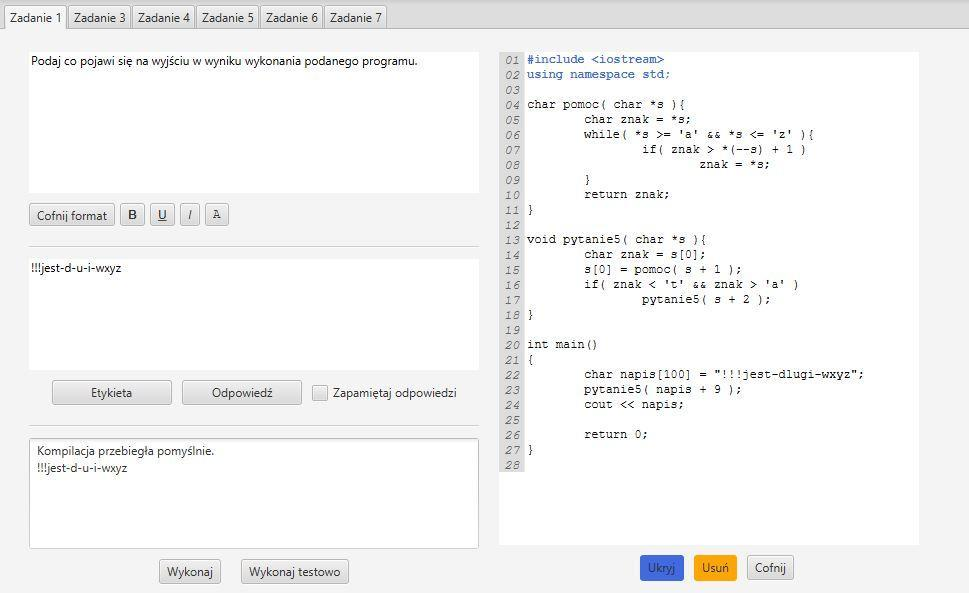 Zadanie 1 Zadanie 3 Zadanie 4 Zadanie 5 Zadanie 6 Zadanie 7
Podaj co pojawi się na wyjściu w wyniku wykonania podanego programu.
Cofnij format B U I A
!!!jest-d-u-i-wxyz
Etykieta Odpowiedź Zapamiętaj odpowiedzi
Kompilacja przebiegła pomyślnie.
!!!jest-d-u-i-wxyz
Wykonaj Wykonaj testowo
01 #include <iostream>
02 using namespace std;
03
04 char pomoc( char *s ){
05 char znak = *s;
06 while( *s >= 'a' && *s <= 'z' ){
07 if( znak > *(--s) + 1 )
08 znak = *s;
09 }
10 return znak;
11 }
12
13 void pytanie5( char *s ){
14 char znak = s[0];
15 s[0] = pomoc( s + 1 );
16 if( znak < 't' && znak > 'a' )
17 pytanie5( s + 2 );
18 }
19
20 int main()
21 {
22 char napis[100] = "!!!jest-dlugi-wxyz";
23 pytanie5( napis + 9 );
24 cout << napis;
25
26 return 0;
27 }
28
Ukryj Usuń Cofnij